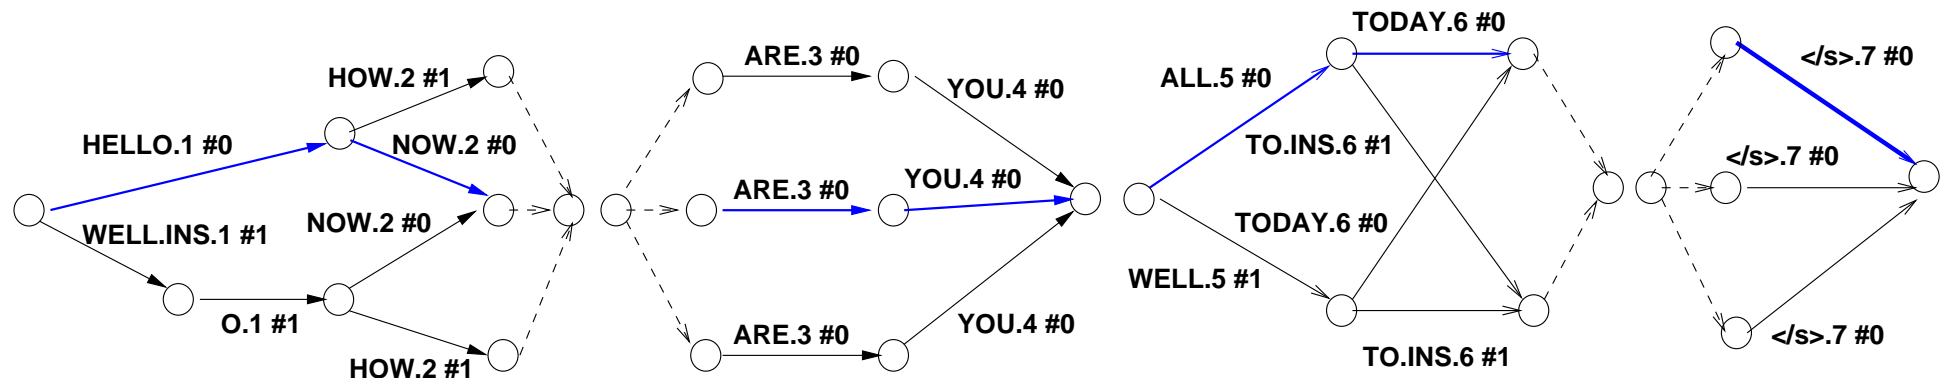 HOW.2 #1
HELLO.1 #0
NOW.2 #0
WELL.INS.1 #1
NOW.2 #0
O.1 #1
HOW.2 #1
ARE.3 #0
YOU.4 #0
ARE.3 #0
YOU.4 #0
ARE.3 #0
YOU.4 #0
TODAY.6 #0
ALL.5 #0
TO.INS.6 #1
TODAY.6 #0
WELL.5 #1
TO.INS.6 #1
</s>.7 #0
</s>.7 #0
</s>.7 #0